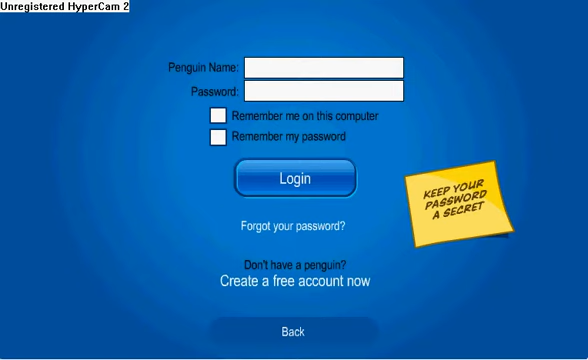 Unregistered HyperCam 2
Penguin Name:
Password:
Remember me on this computer
Remember my password
Login
KEEP YOUR
PASSWORD
A SECRET
Forgot your password?
Don't have a penguin?
Create a free account now
Back